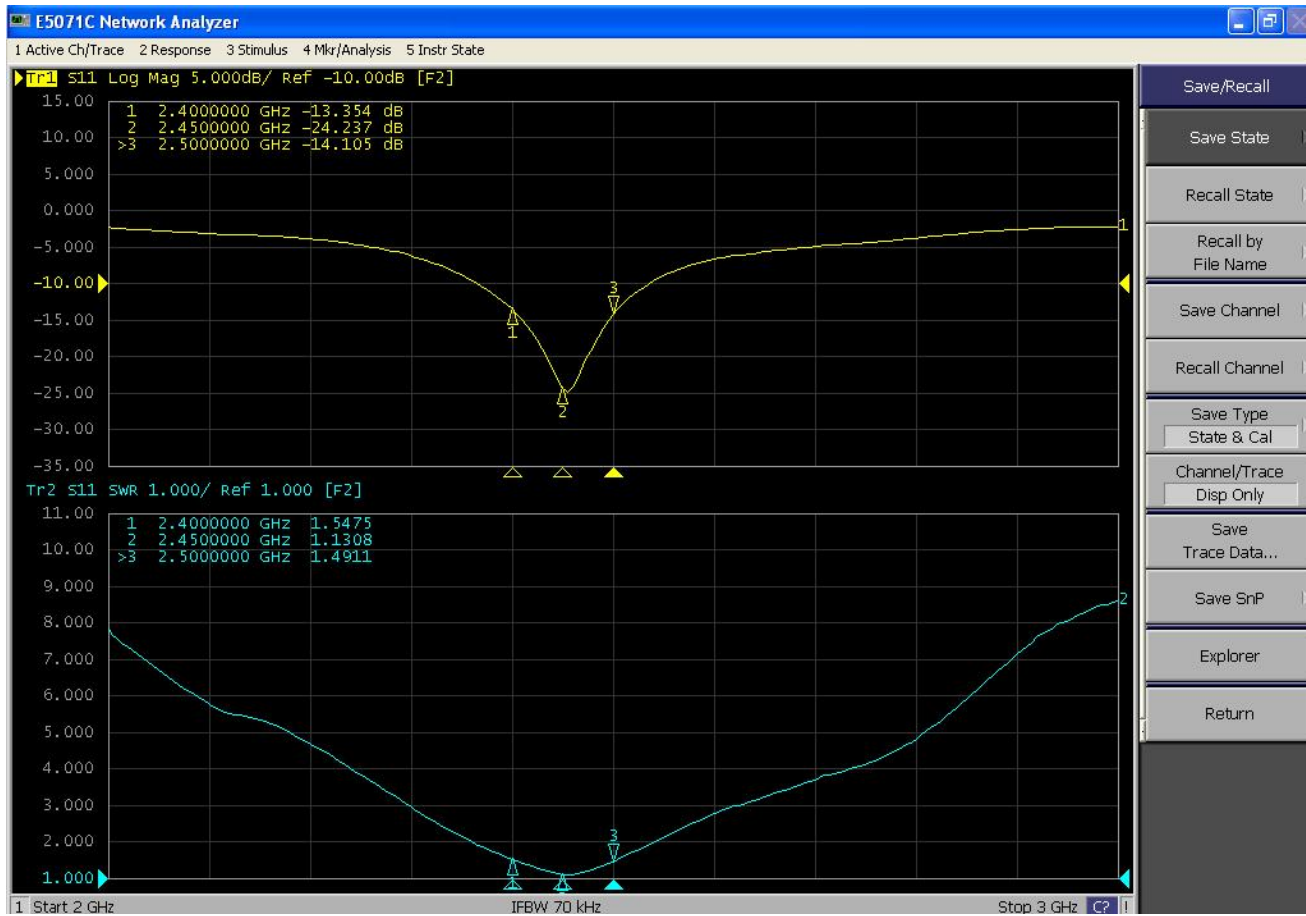 E5071C Network Analyzer
1 Active Ch/Trace 2 Response 3 Stimulus 4 Mkr/Analysis 5 Instr State
Tr1 S11 Log Mag 5.000dB/ Ref -10.00dB [F2]
15.00
1 2.4000000 GHz -13.354 dB
2 2.4500000 GHz -24.237 dB
>3 2.5000000 GHz -14.105 dB
10.00
5.000
0.000
-5.000
-10.00
-15.00
-20.00
-25.00
-30.00
-35.00
1
3
1
2
Tr2 S11 SWR 1.000/ Ref 1.000 [F2]
11.00
1 2.4000000 GHz 1.5475
2 2.4500000 GHz 1.1308
>3 2.5000000 GHz 1.4911
10.00
9.000
8.000
7.000
6.000
5.000
4.000
3.000
2.000
1.000
2
3
1 Start 2 GHz
IFBW 70 kHz
Stop 3 GHz C? !
Save/Recall
Save State
Recall State
Recall by
File Name
Save Channel
Recall Channel
Save Type
State & Cal
Channel/Trace
Disp Only
Save
Trace Data...
Save SnP
Explorer
Return